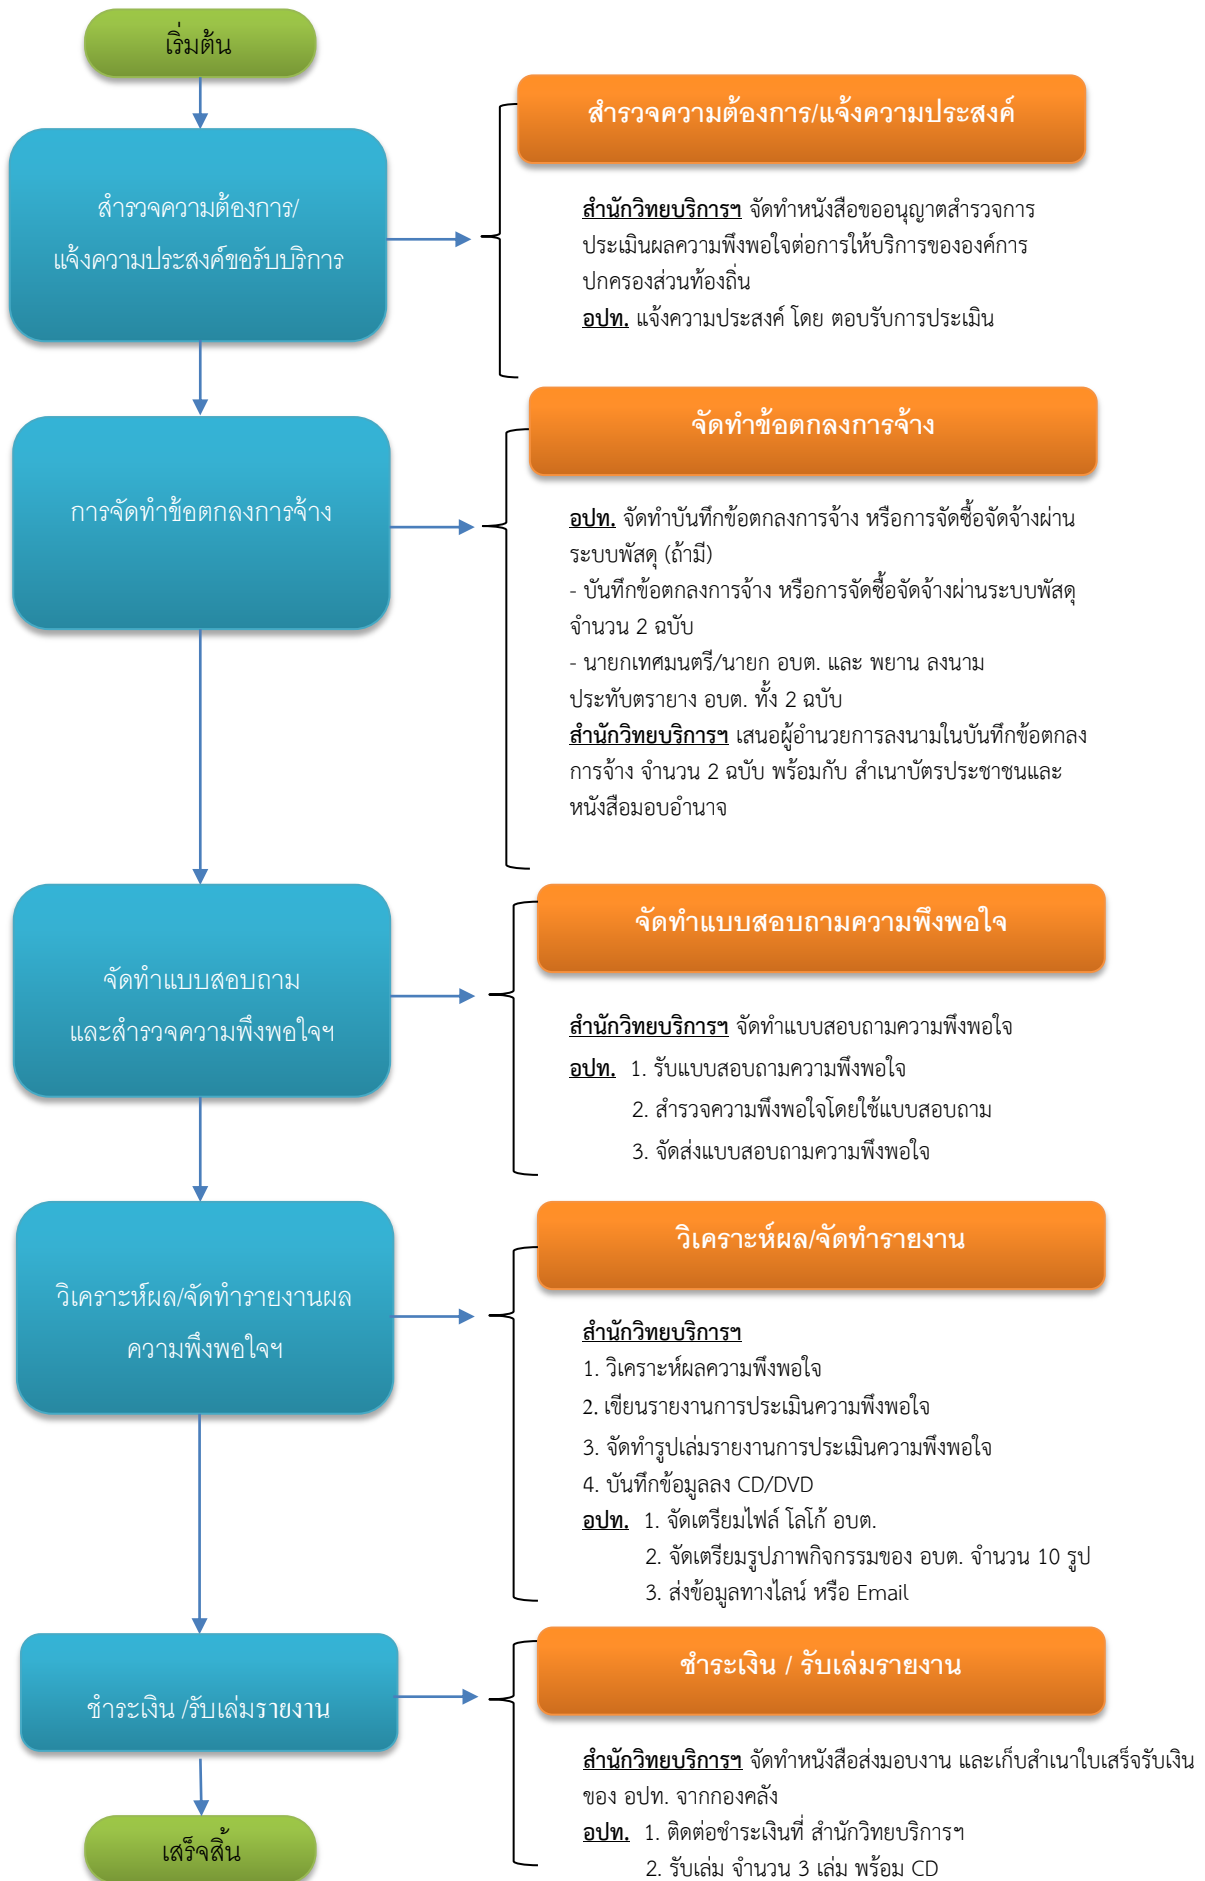 เริ่มต้น
สำรวจความต้องการ/
แจ้งความประสงค์ขอรับบริการ
สำรวจความต้องการ/แจ้งความประสงค์
สำนักวิทยบริการฯ จัดทำหนังสือขออนุญาตสำรวจการ
ประเมินผลความพึงพอใจต่อการให้บริการขององค์การ
ปกครองส่วนท้องถิ่น
อปท. แจ้งความประสงค์ โดย ตอบรับการประเมิน
การจัดทำข้อตกลงการจ้าง
จัดทำข้อตกลงการจ้าง
อปท. จัดทำบันทึกข้อตกลงการจ้าง หรือการจัดซื้อจัดจ้างผ่าน
ระบบพัสดุ (ถ้ามี)
- บันทึกข้อตกลงการจ้าง หรือการจัดซื้อจัดจ้างผ่านระบบพัสดุ
จำนวน 2 ฉบับ
- นายกเทศมนตรี/นายก อบต. และ พยาน ลงนาม
ประทับตรายาง อบต. ทั้ง 2 ฉบับ
สำนักวิทยบริการฯ เสนอผู้อำนวยการลงนามในบันทึกข้อตกลง
การจ้าง จำนวน 2 ฉบับ พร้อมกับ สำเนาบัตรประชาชนและ
หนังสือมอบอำนาจ
จัดทำแบบสอบถาม
และสำรวจความพึงพอใจฯ
จัดทำแบบสอบถามความพึงพอใจ
สำนักวิทยบริการฯ จัดทำแบบสอบถามความพึงพอใจ
อปท. 1. รับแบบสอบถามความพึงพอใจ
2. สำรวจความพึงพอใจโดยใช้แบบสอบถาม
3. จัดส่งแบบสอบถามความพึงพอใจ
วิเคราะห์ผล/จัดทำรายงานผล
ความพึงพอใจฯ
วิเคราะห์ผล/จัดทำรายงาน
สำนักวิทยบริการฯ
1. วิเคราะห์ผลความพึงพอใจ
2. เขียนรายงานการประเมินความพึงพอใจ
3. จัดทำรูปเล่มรายงานการประเมินความพึงพอใจ
4. บันทึกข้อมูลลง CD/DVD
อปท. 1. จัดเตรียมไฟล์ โลโก้ อบต.
2. จัดเตรียมรูปภาพกิจกรรมของ อบต. จำนวน 10 รูป
3. ส่งข้อมูลทางไลน์ หรือ Email
ชำระเงิน /รับเล่มรายงาน
ชำระเงิน / รับเล่มรายงาน
สำนักวิทยบริการฯ จัดทำหนังสือส่งมอบงาน และเก็บสำเนาใบเสร็จรับเงิน
ของ อปท. จากกองคลัง
อปท. 1. ติดต่อชำระเงินที่ สำนักวิทยบริการฯ
2. รับเล่ม จำนวน 3 เล่ม พร้อม CD
เสร็จสิ้น